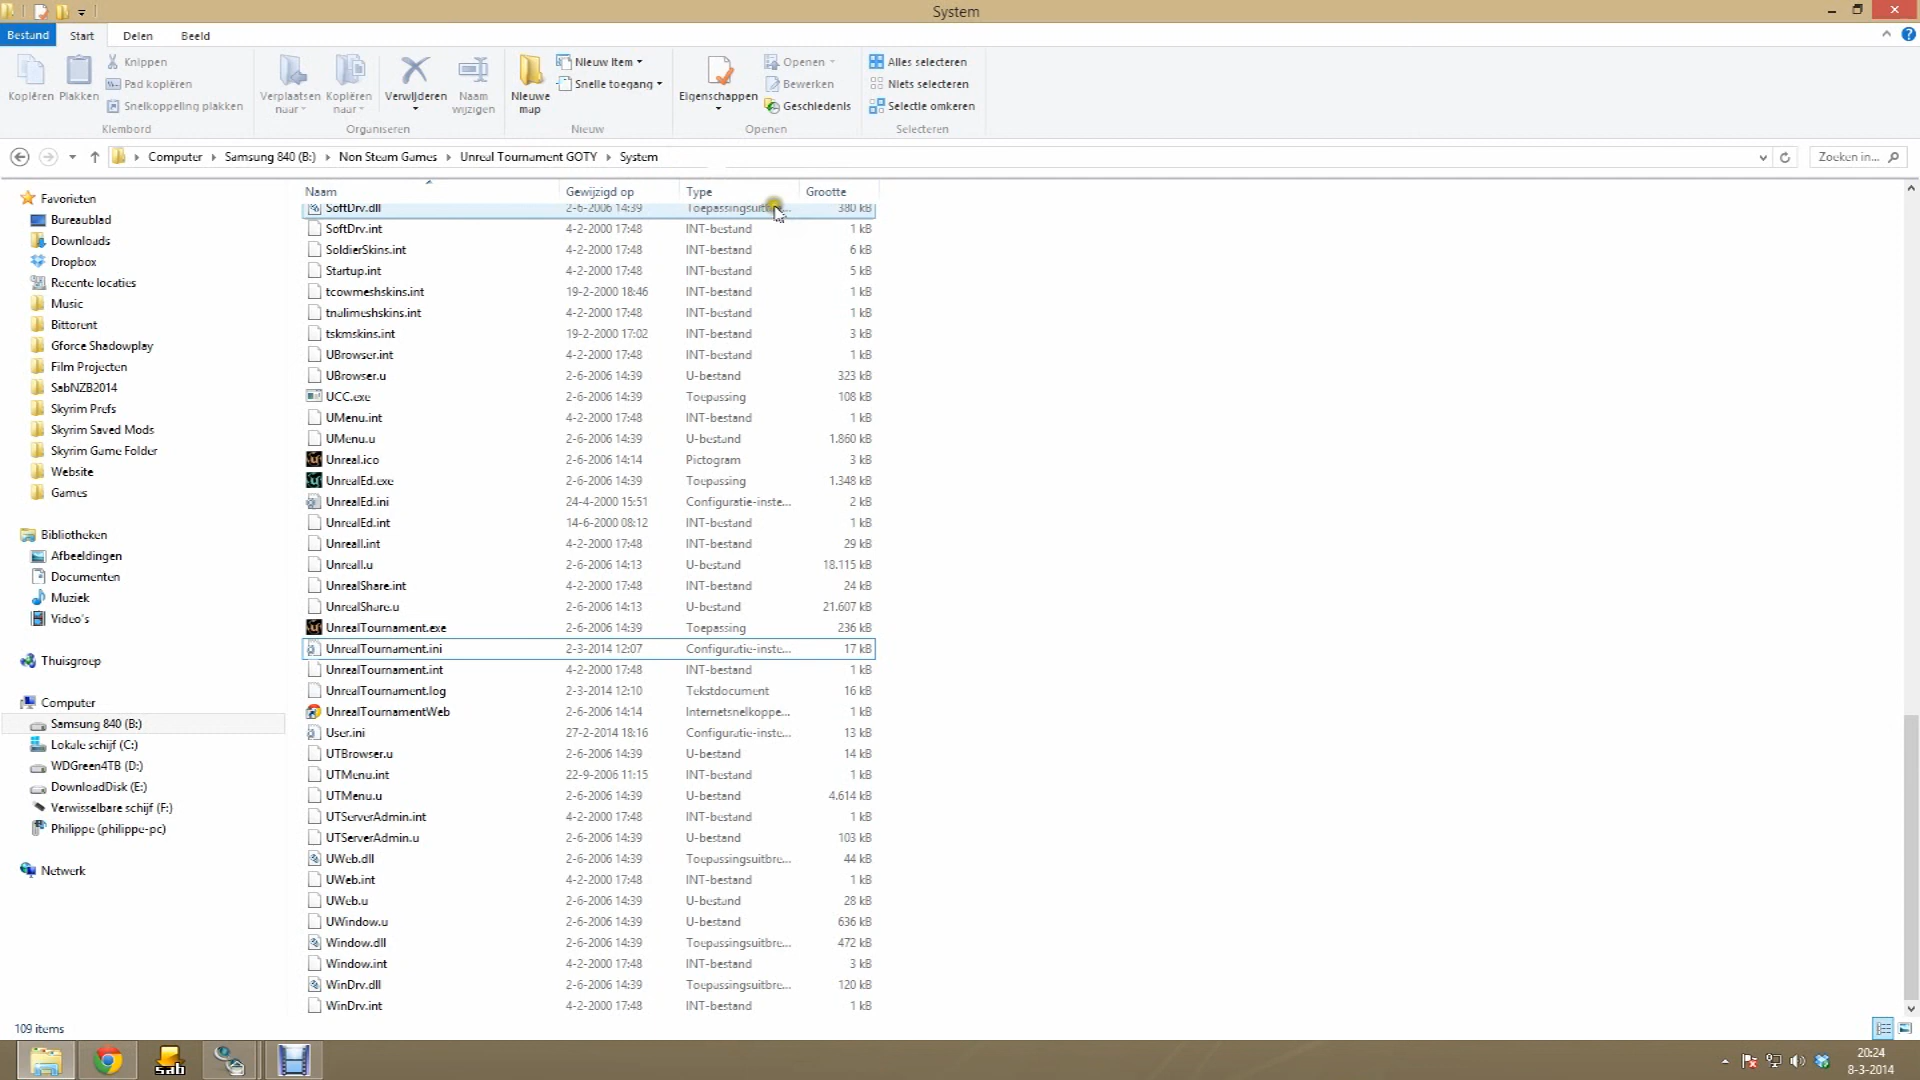 System
Bestand Start Delen Beeld
Kopiëren Plakken
Knippen
Pad kopiëren
Snelkoppeling plakken
Klembord
Verplaatsen naar
Kopiëren naar
Verwijderen
Naam wijzigen
Organiseren
Nieuwe map
Nieuw item
Snelle toegang
Nieuw
Eigenschappen
Openen
Bewerken
Geschiedenis
Openen
Alles selecteren
Niets selecteren
Selectie omkeren
Selecteren
Computer Samsung 840 (B:) Non Steam Games Unreal Tournament GOTY System
Zoeken in...
Favorieten
Bureaublad
Downloads
Dropbox
Recente locaties
Music
Bittorent
Gforce Shadowplay
Film Projecten
SabNZB2014
Skyrim Prefs
Skyrim Saved Mods
Skyrim Game Folder
Website
Games
Bibliotheken
Afbeeldingen
Documenten
Muziek
Video's
Thuisgroep
Computer
Samsung 840 (B:)
Lokale schijf (C:)
WDGreen4TB (D:)
DownloadDisk (E:)
Verwisselbare schijf (F:)
Philippe (philippe-pc)
Netwerk
Naam Gewijzigd op Type Grootte
SoftDrv.dll 2-6-2006 14:39 380 kB
SoftDrv.int 4-2-2000 17:48 INT-bestand 1 kB
SoldierSkins.int 4-2-2000 17:48 INT-bestand 6 kB
Startup.int 4-2-2000 17:48 INT-bestand 5 kB
tcowmeshskins.int 19-2-2000 18:46 INT-bestand 1 kB
tnalimeshskins.int 4-2-2000 17:48 INT-bestand 1 kB
tskmskins.int 19-2-2000 17:02 INT-bestand 3 kB
UBrowser.int 4-2-2000 17:48 INT-bestand 1 kB
UBrowser.u 2-6-2006 14:39 U-bestand 323 kB
UCC.exe 2-6-2006 14:39 Toepassing 108 kB
UMenu.int 4-2-2000 17:48 INT-bestand 1 kB
UMenu.u 2-6-2006 14:39 U-bestand 1.860 kB
Unreal.ico 2-6-2006 14:14 Pictogram 3 kB
UnrealEd.exe 2-6-2006 14:39 Toepassing 1.348 kB
UnrealEd.ini 24-4-2000 15:51 Configuratie-inste... 2 kB
UnrealEd.int 14-6-2000 08:12 INT-bestand 1 kB
UnrealI.int 4-2-2000 17:48 INT-bestand 29 kB
UnrealI.u 2-6-2006 14:13 U-bestand 18.115 kB
UnrealShare.int 4-2-2000 17:48 INT-bestand 24 kB
UnrealShare.u 2-6-2006 14:13 U-bestand 21.607 kB
UnrealTournament.exe 2-6-2006 14:39 Toepassing 236 kB
UnrealTournament.ini 2-3-2014 12:07 Configuratie-inste... 17 kB
UnrealTournament.int 4-2-2000 17:48 INT-bestand 1 kB
UnrealTournament.log 2-3-2014 12:10 Tekstdocument 16 kB
UnrealTournamentWeb 2-6-2006 14:14 Internetsnelkoppe... 1 kB
User.ini 27-2-2014 18:16 Configuratie-inste... 13 kB
UTBrowser.u 2-6-2006 14:39 U-bestand 14 kB
UTMenu.int 22-9-2006 11:15 INT-bestand 1 kB
UTMenu.u 2-6-2006 14:39 U-bestand 4.614 kB
UTServerAdmin.int 4-2-2000 17:48 INT-bestand 1 kB
UTServerAdmin.u 2-6-2006 14:39 U-bestand 103 kB
UWeb.dll 2-6-2006 14:39 Toepassingsuitbre... 44 kB
UWeb.int 4-2-2000 17:48 INT-bestand 1 kB
UWeb.u 2-6-2006 14:39 U-bestand 28 kB
UWindow.u 2-6-2006 14:39 U-bestand 636 kB
Window.dll 2-6-2006 14:39 Toepassingsuitbre... 472 kB
Window.int 4-2-2000 17:48 INT-bestand 3 kB
WinDrv.dll 2-6-2006 14:39 Toepassingsuitbre... 120 kB
WinDrv.int 4-2-2000 17:48 INT-bestand 1 kB
109 items
sab
20:24
8-3-2014